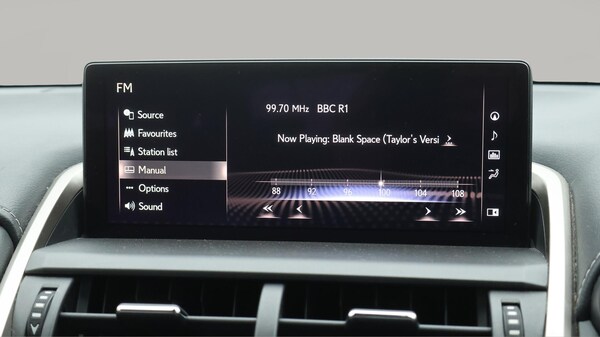 FM
99.70 MHz BBC R1
Source
Favourites
Now Playing: Blank Space (Taylor's Versi
Station list
Manual
Options
Sound
88 92 96 100 104 108